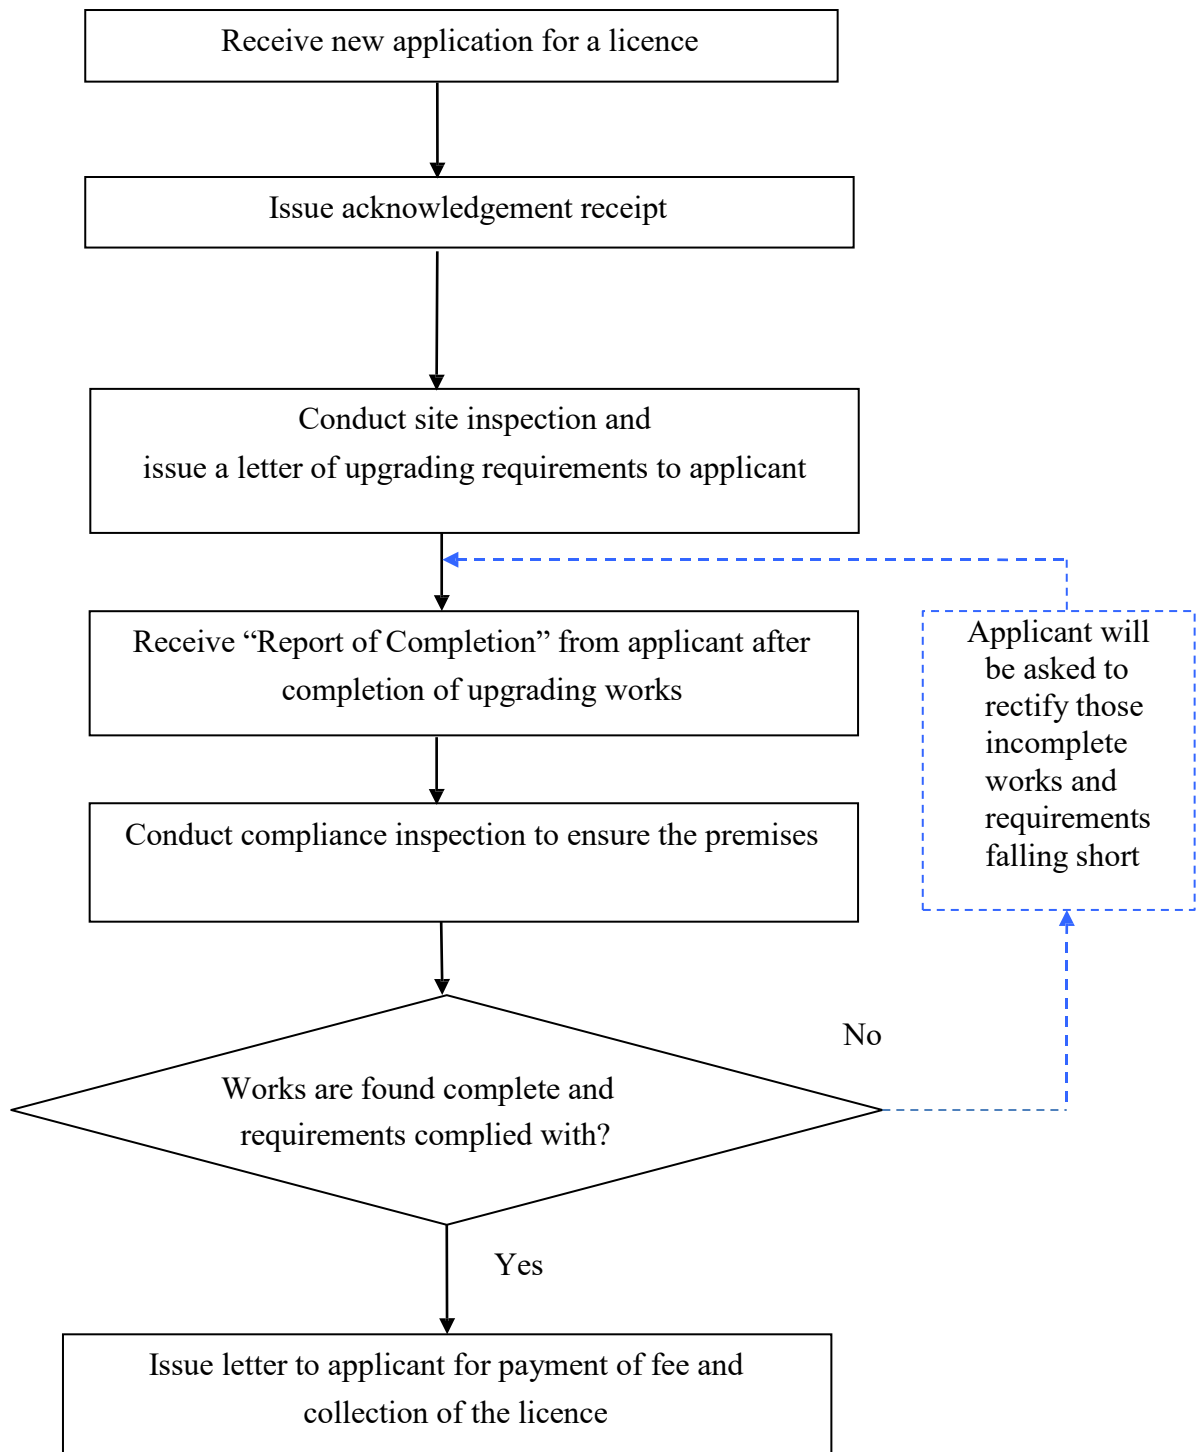 Receive new application for a licence
Issue acknowledgement receipt
Conduct site inspection and
issue a letter of upgrading requirements to applicant
Receive “Report of Completion” from applicant after
completion of upgrading works
Applicant will
be asked to
rectify those
incomplete
works and
requirements
falling short
Conduct compliance inspection to ensure the premises
No
Works are found complete and
requirements complied with?
Yes
Issue letter to applicant for payment of fee and
collection of the licence